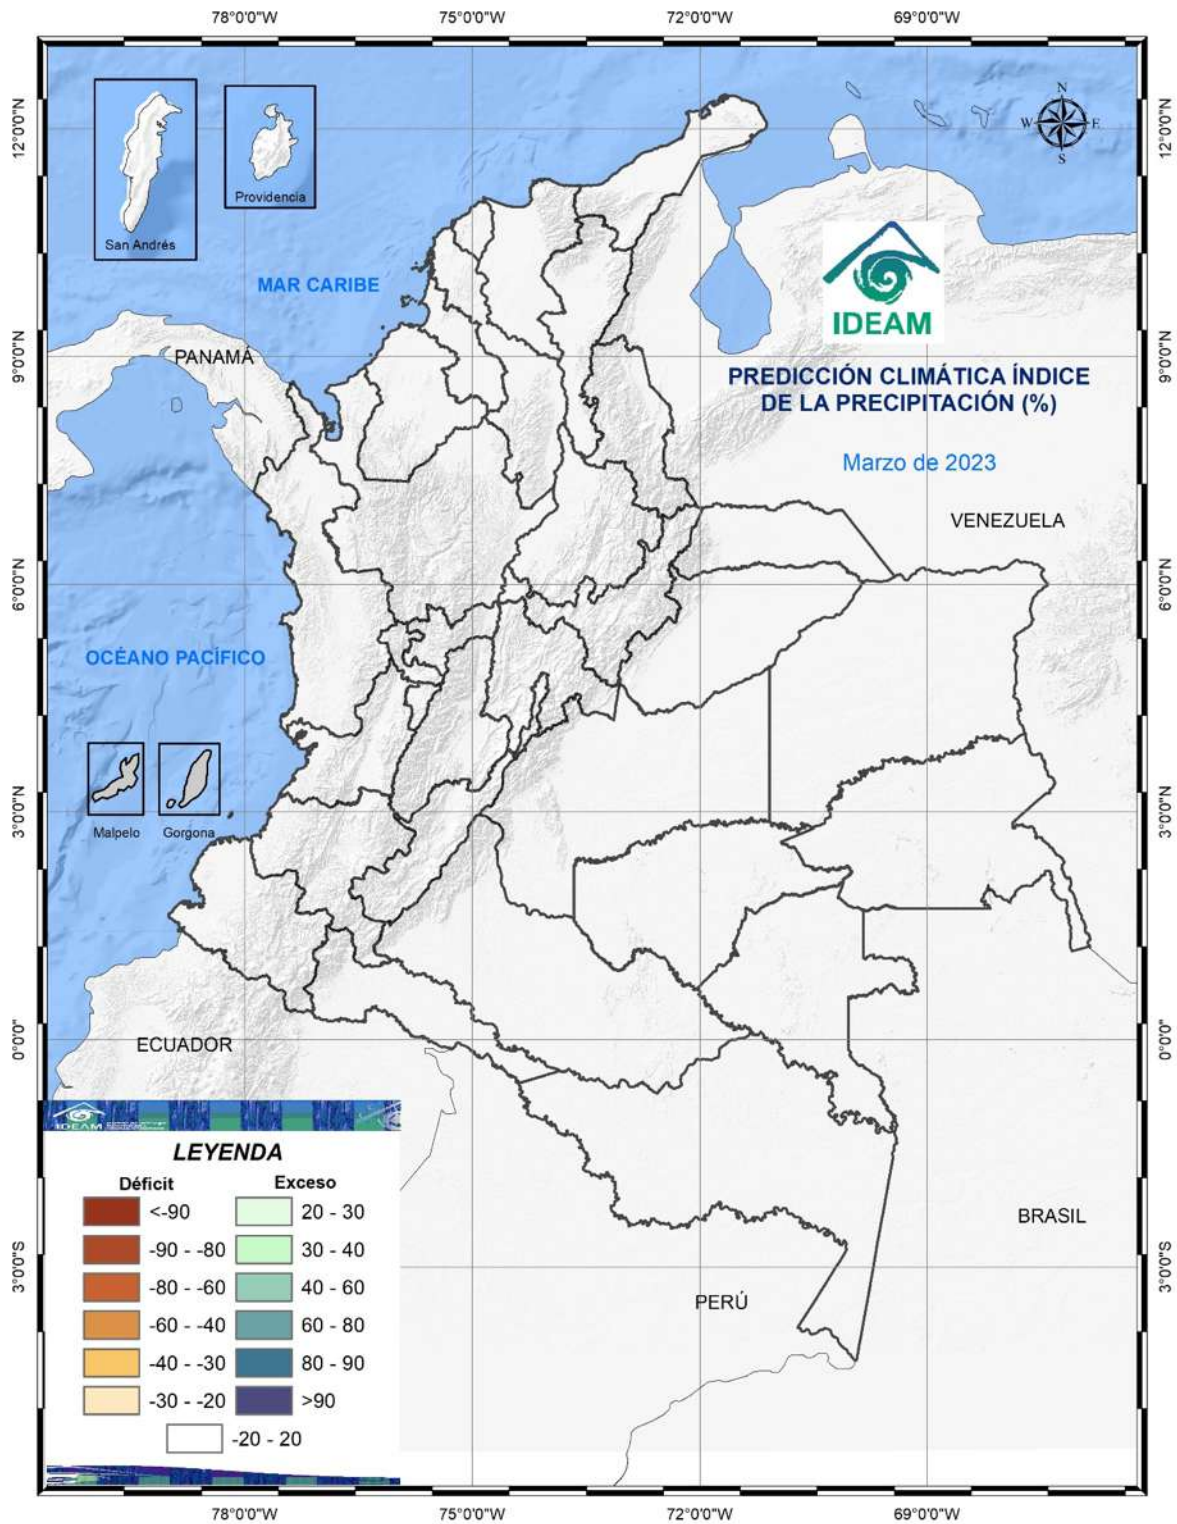 78°0'0"W 75°0'0"W 72°0'0"W 69°0'0"W
12°0'0"N
12°0'0"N
N
W E
S
San Andrés
Providencia
MAR CARIBE
IDEAM
PANAMÁ
9°0'0"N
9°0'0"N
PREDICCIÓN CLIMÁTICA ÍNDICE
DE LA PRECIPITACIÓN (%)
Marzo de 2023
VENEZUELA
6°0'0"N
6°0'0"N
OCÉANO PACÍFICO
3°0'0"N
3°0'0"N
Malpelo
Gorgona
0°0'0"
0°0'0"
ECUADOR
IDEAM
LEYENDA
Déficit Exceso
<-90 20 - 30
-90 - -80 30 - 40
-80 - -60 40 - 60
-60 - -40 60 - 80
-40 - -30 80 - 90
-30 - -20 >90
-20 - 20
BRASIL
3°0'0"S
3°0'0"S
PERÚ
78°0'0"W 75°0'0"W 72°0'0"W 69°0'0"W